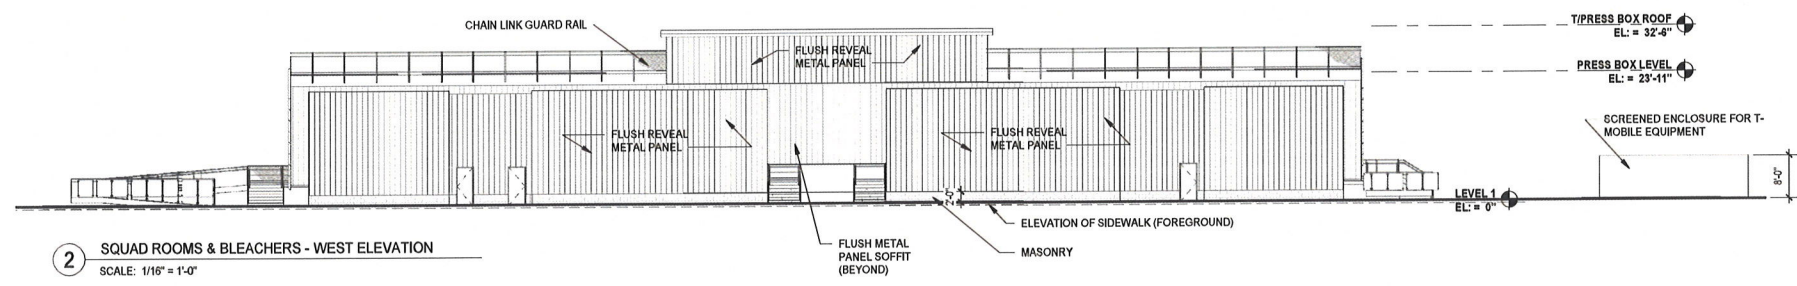 CHAIN LINK GUARD RAIL
T/PRESS BOX ROOF
EL: = 32'-6"
FLUSH REVEAL
METAL PANEL
PRESS BOX LEVEL
EL: = 23'-11"
SCREENED ENCLOSURE FOR T-
MOBILE EQUIPMENT
FLUSH REVEAL
METAL PANEL
FLUSH REVEAL
METAL PANEL
8'-0"
2'-0"
LEVEL 1
EL: = 0"
ELEVATION OF SIDEWALK (FOREGROUND)
FLUSH METAL
PANEL SOFFIT
(BEYOND)
MASONRY
2
SQUAD ROOMS & BLEACHERS - WEST ELEVATION
SCALE: 1/16" = 1'-0"